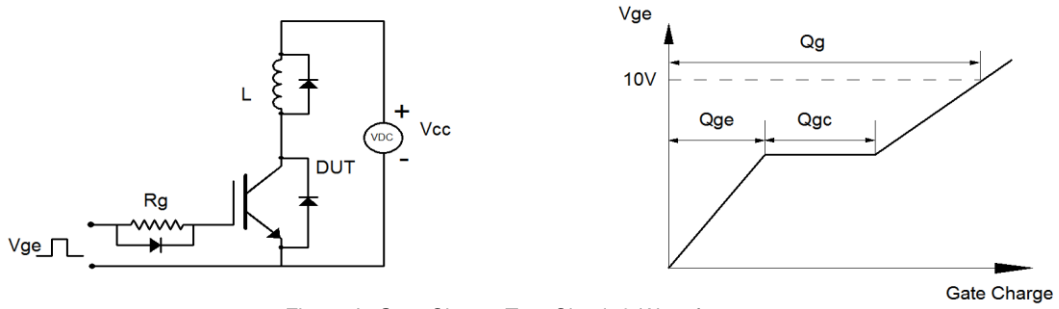 L
+
VDC
Vcc
-
DUT
Rg
Vge
Vge
Qg
10V
Qge
Qgc
Gate Charge